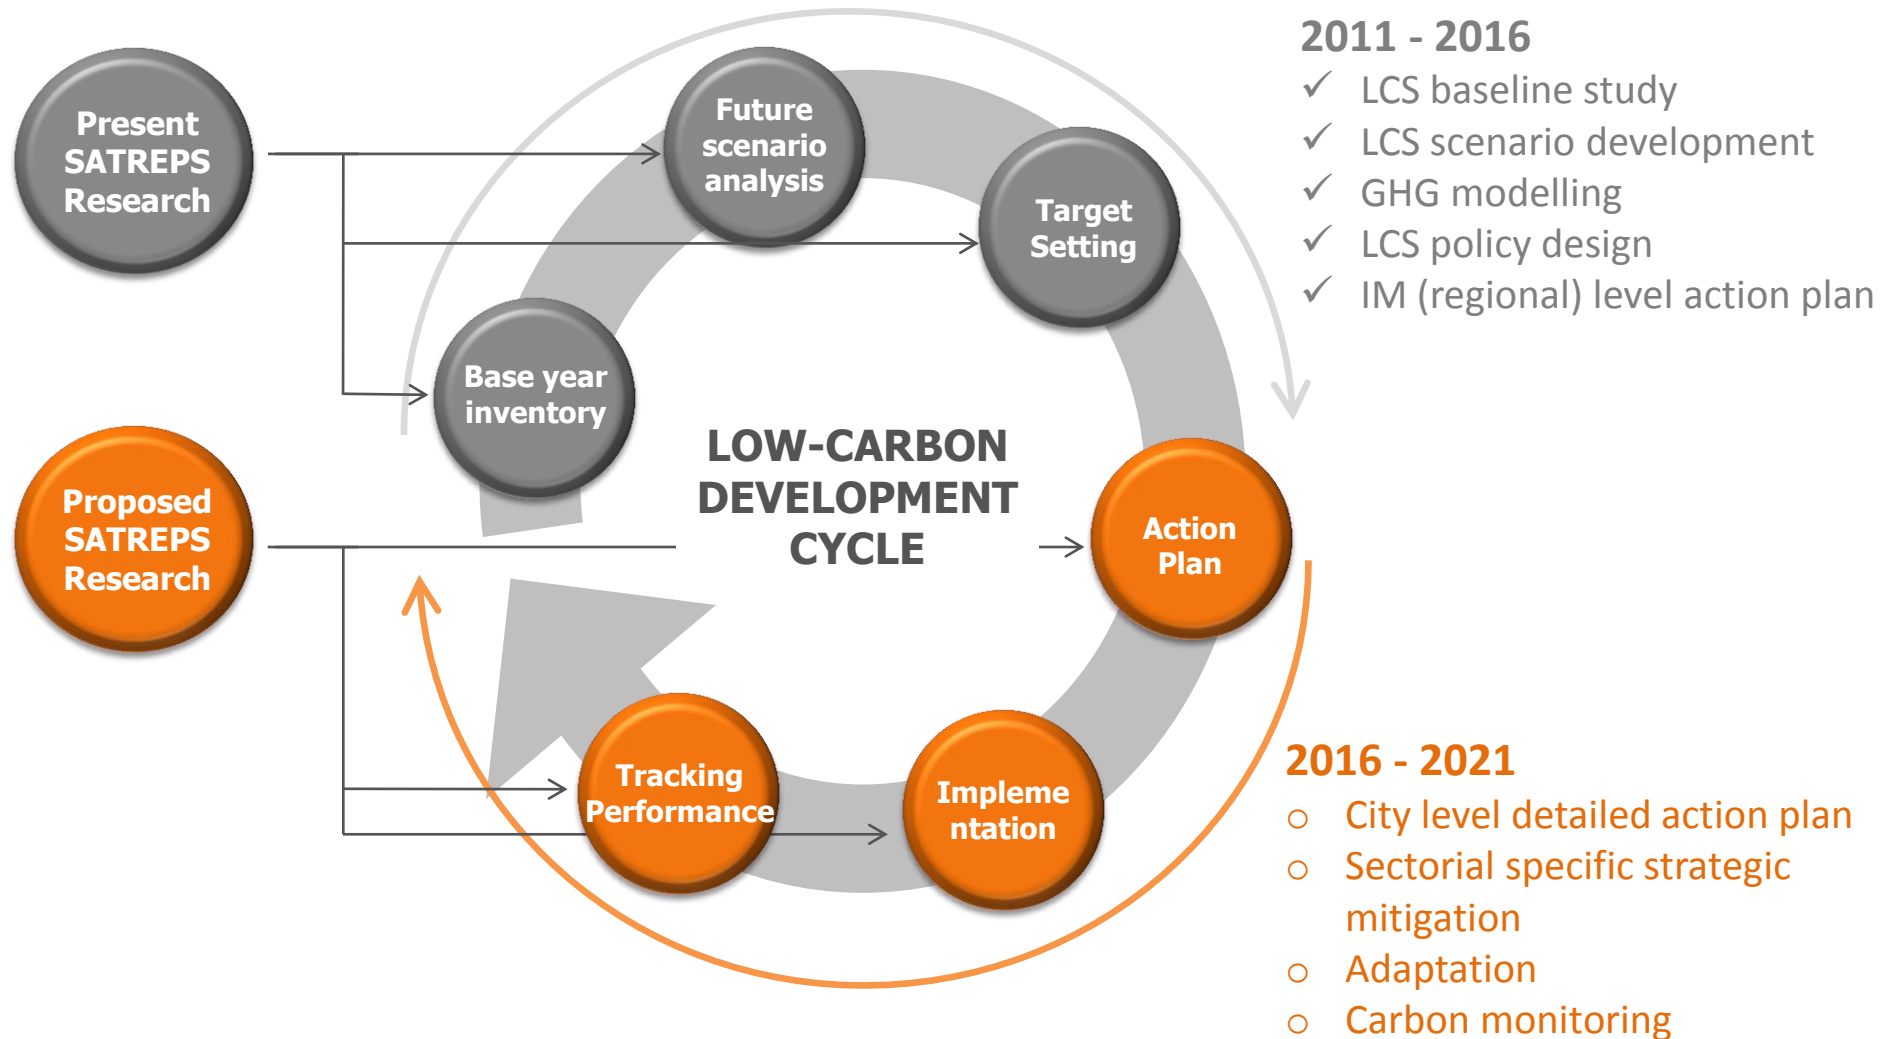 2011 - 2016
✓ LCS baseline study
✓ LCS scenario development
✓ GHG modelling
✓ LCS policy design
✓ IM (regional) level action plan
Present
SATREPS
Research
Future
scenario
analysis
Target
Setting
Base year
inventory
LOW-CARBON
DEVELOPMENT
CYCLE
Proposed
SATREPS
Research
Action
Plan
Tracking
Performance
Impleme
ntation
2016 - 2021
o City level detailed action plan
o Sectorial specific strategic
mitigation
o Adaptation
o Carbon monitoring